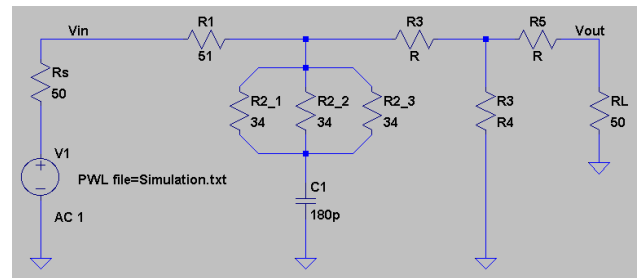 Vin
R1
51
R3
R
R5
R
Vout
Rs
50
R2_1
34
R2_2
34
R2_3
34
R3
R4
RL
50
V1
PWL file=Simulation.txt
AC 1
C1
180p